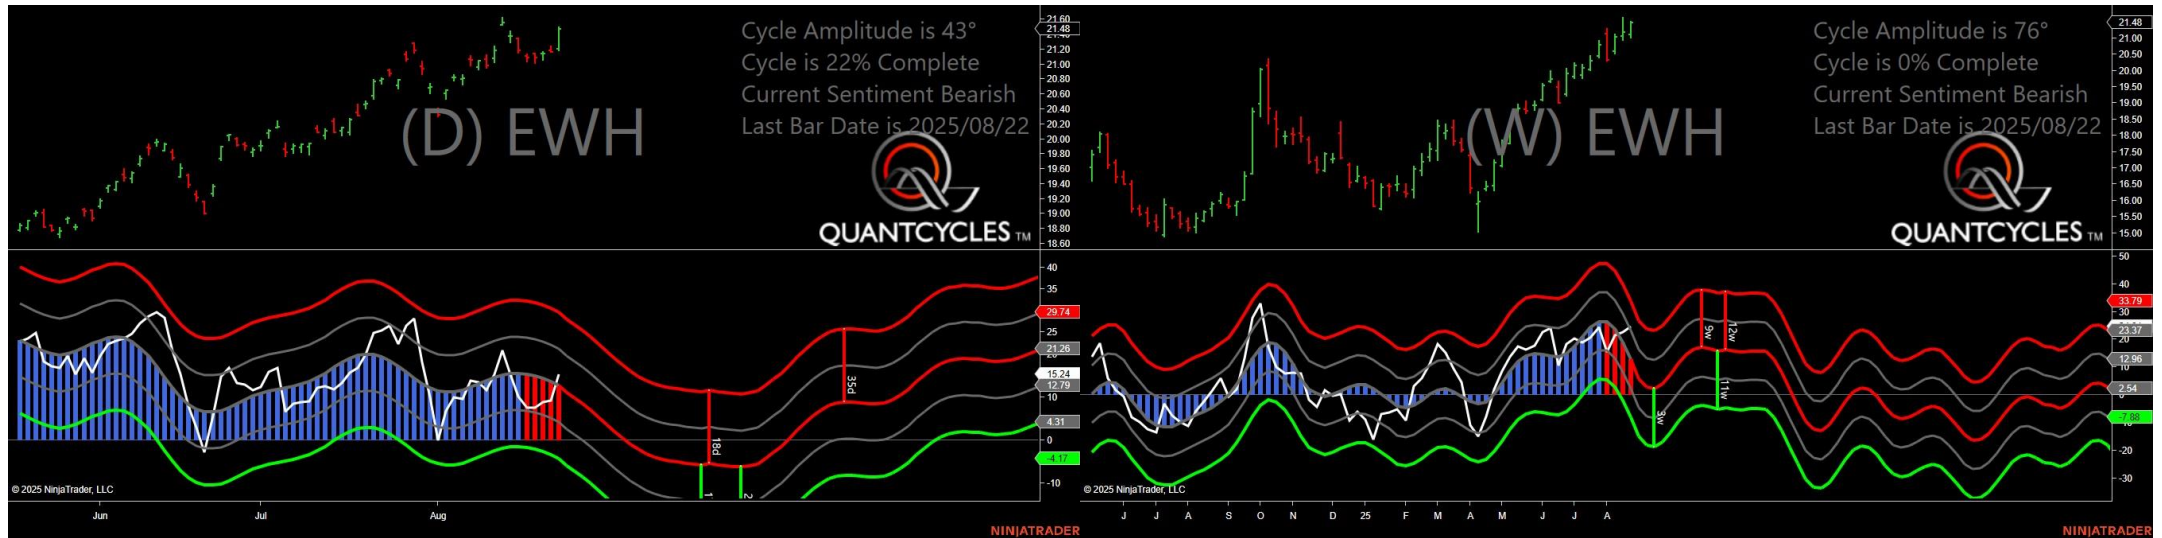 Cycle Amplitude is 43°
Cycle is 22% Complete
Current Sentiment Bearish
Last Bar Date is 2025/08/22
(D) EWH
QUANTCYCLES TM
21.60
21.48
21.20
21.00
20.80
20.60
20.40
20.20
20.00
19.80
19.60
19.40
19.20
19.00
18.80
18.60
40
35
29.74
25
21.26
15.24
12.79
10
4.31
0
-4.17
-10
18d
35d
1
2
© 2025 NinjaTrader, LLC
Jun
Jul
Aug
NINJATRADER
Cycle Amplitude is 76°
Cycle is 0% Complete
Current Sentiment Bearish
Last Bar Date is 2025/08/22
(W) EWH
QUANTCYCLES TM
21.48
21.00
20.50
20.00
19.50
19.00
18.50
18.00
17.50
17.00
16.50
16.00
15.50
15.00
50
40
33.79
23.37
20
12.96
10
2.54
-7.88
-20
-30
9w
12w
11w
3w
© 2025 NinjaTrader, LLC
J
J
A
S
O
N
D
25
F
M
A
M
J
J
A
NINJATRADER